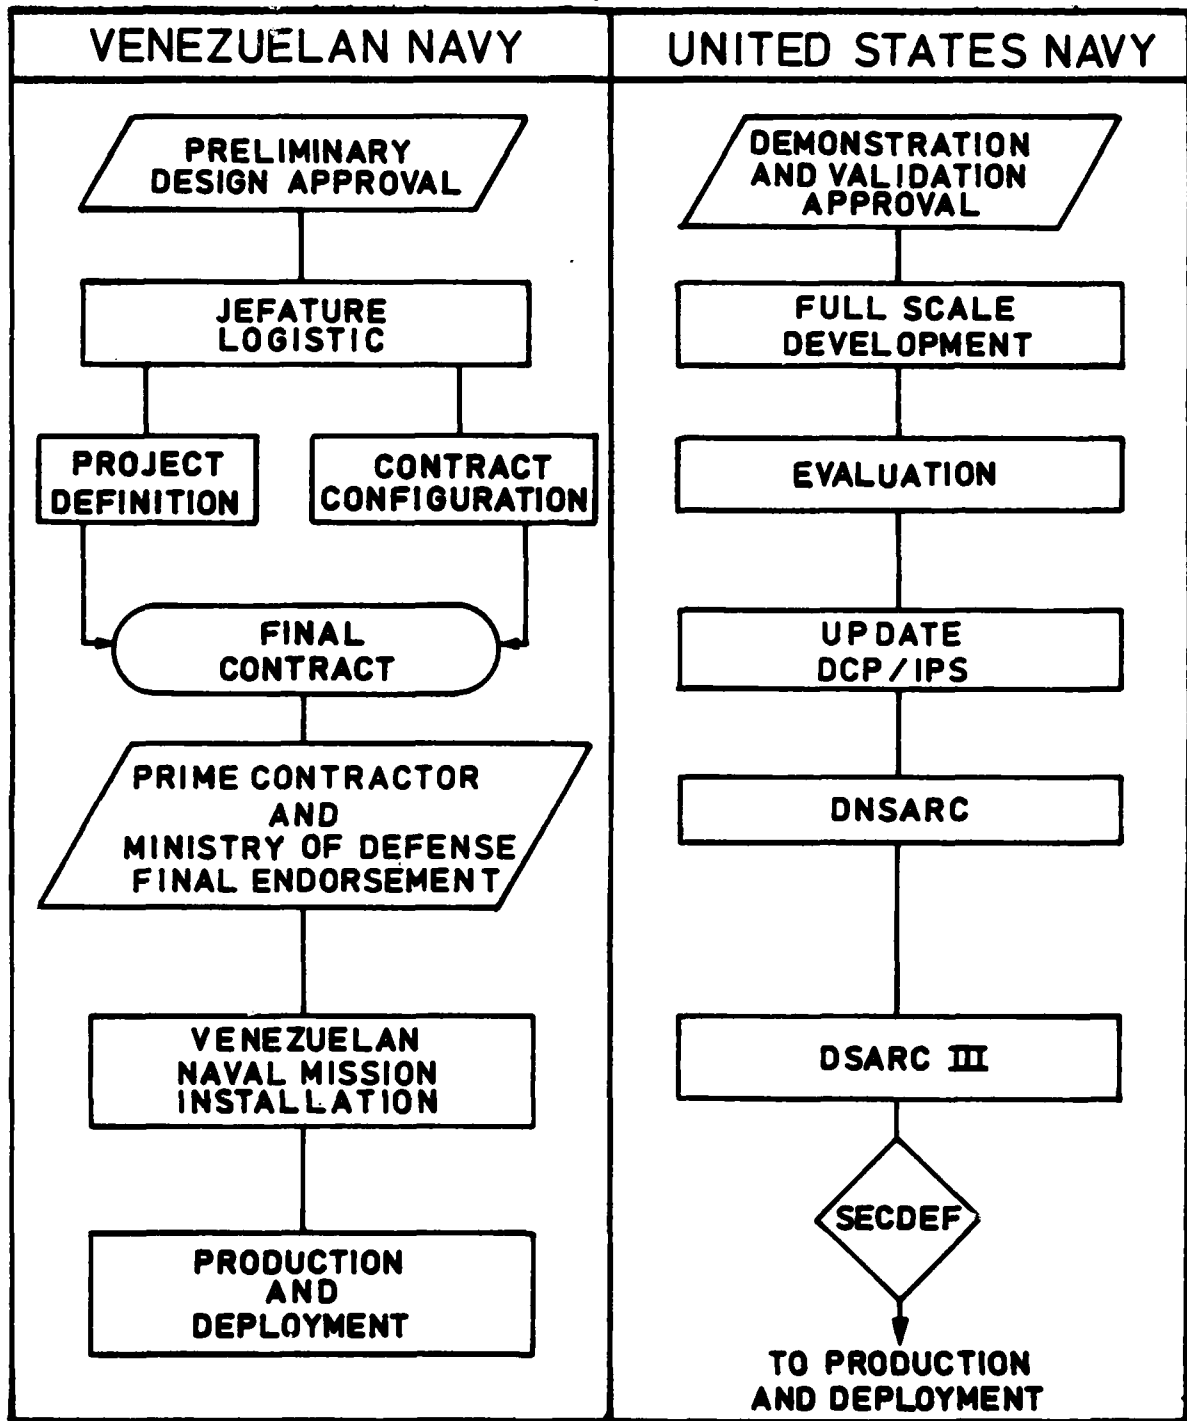 VENEZUELAN NAVY
PRELIMINARY
DESIGN APPROVAL
JEFATURE
LOGISTIC
PROJECT
DEFINITION
CONTRACT
CONFIGURATION
FINAL
CONTRACT
PRIME CONTRACTOR
AND
MINISTRY OF DEFENSE
FINAL ENDORSEMENT
VENEZUELAN
NAVAL MISSION
INSTALLATION
PRODUCTION
AND
DEPLOYMENT
UNITED STATES NAVY
DEMONSTRATION
AND VALIDATION
APPROVAL
FULL SCALE
DEVELOPMENT
EVALUATION
UPDATE
DCP/IPS
DNSARC
DSARC III
SECDEF
TO PRODUCTION
AND DEPLOYMENT